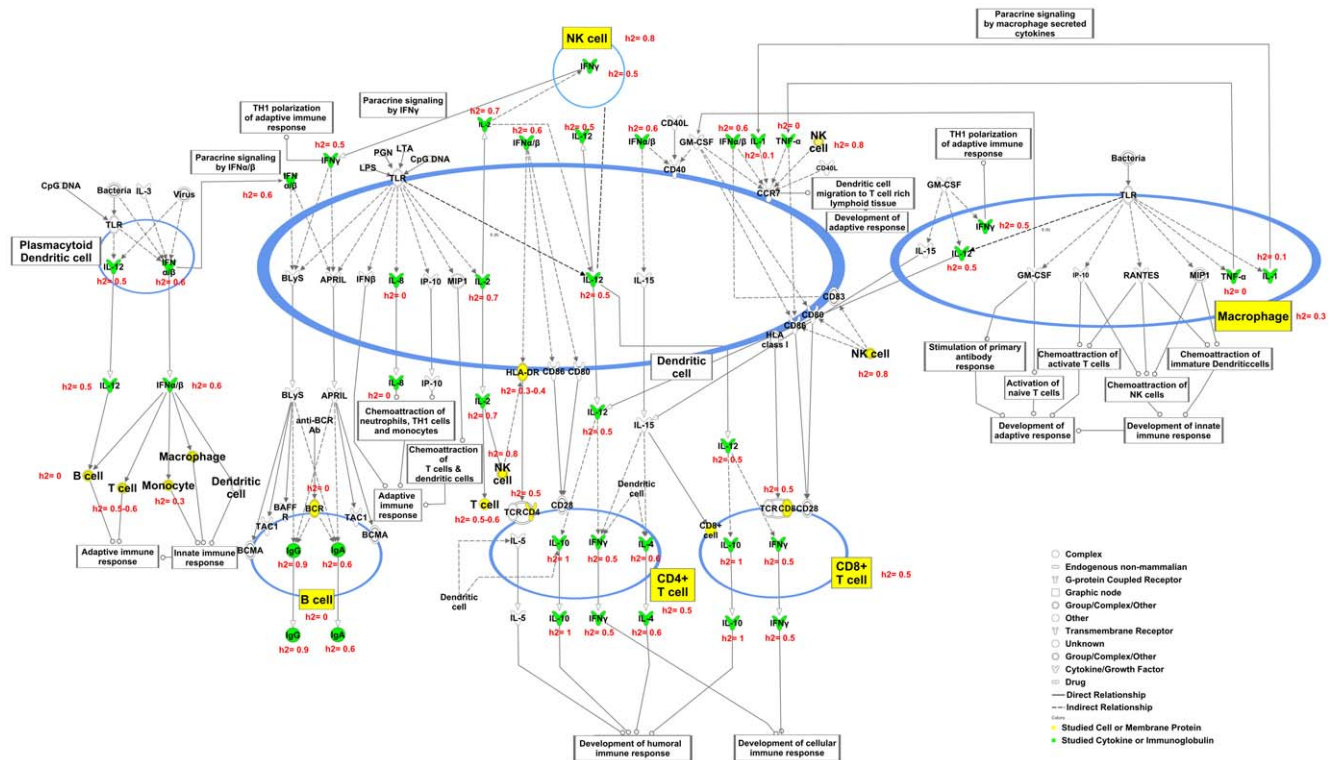 Paracrine signaling
by macrophage secreted
cytokines
NK cell
h2= 0.8
IFNγ
h2= 0.5
TH1 polarization
of adaptive immune
response
Paracrine signaling
by IFNγ
h2= 0.7
IL-2
h2= 0.6
IFNα/β
h2= 0.5
IL-12
h2= 0.6
IFNα/β
CD40L
GM-CSF
h2= 0.6
IFNα/β
IL-1
h2= 0.1
h2= 0
TNF-α
NK
cell
h2= 0.8
TH1 polarization
of adaptive immune
response
Bacteria
Paracrine signaling
by IFNα/β
h2= 0.5
IFNγ
PGN
LTA
LPS
CpG DNA
TLR
CD40
CCR7
CD40L
Dendritic cell
migration to T cell rich
lymphoid tissue
Development of
adaptive response
GM-CSF
TLR
CpG DNA
Bacteria
IL-3
Virus
IFN
α/β
h2= 0.6
TLR
Plasmacytoid
Dendritic cell
IL-12
h2= 0.5
IFN
α/β
h2= 0.6
BLyS
APRIL
IFNβ
IL-8
h2= 0
IP-10
MIP1
IL-2
h2= 0.7
IL-12
h2= 0.5
IL-15
CD83
CD80
CD86
HLA
class I
IFNγ
h2= 0.5
IL-15
IL-12
h2= 0.5
GM-CSF
IP-10
RANTES
MIP1
TNF-α
h2= 0
h2= 0.1
IL-1
Macrophage
h2= 0.3
NK cell
h2= 0.8
Dendritic
cell
Stimulation of primary
antibody
response
Chemoattraction
of activate T cells
Chemoattraction of
immature Dendriticcells
Activation of
naive T cells
Chemoattraction of
NK cells
Development of
adaptive response
Development of innate
immune response
h2= 0.5
IL-12
IFNα/β
h2= 0.6
BLyS
APRIL
anti-BCR
Ab
IL-8
h2= 0
IP-10
Chemoattraction of
neutrophils, TH1 cells
and monocytes
Chemoattraction
of
T cells &
dendritic cells
Adaptive
immune
response
IL-2
h2= 0.7
HLA-DR
h2= 0.3-0.4
CD86
CD80
IL-12
h2= 0.5
IL-15
IL-12
h2= 0.5
h2= 0.8
NK
cell
h2= 0
B cell
T cell
h2= 0.5-0.6
Macrophage
Monocyte
h2= 0.3
Dendritic
cell
Adaptive immune
response
Innate immune
response
BCMA
TAC1
BAFF
R
h2= 0
BCR
TAC1
BCMA
IgG
h2= 0.9
IgA
h2= 0.6
B cell
h2= 0
IgG
h2= 0.9
IgA
h2= 0.6
T cell
h2= 0.5-0.6
h2= 0.5
TCR
CD4
CD28
Dendritic
cell
CD8+
cell
IL-5
IL-10
h2= 1
IFNγ
h2= 0.5
IL-4
h2= 0.6
Dendritic
cell
CD4+
T cell
h2= 0.5
h2= 0.5
TCR
CD8
CD28
IL-10
h2= 1
IFNγ
h2= 0.5
CD8+
T cell
h2= 0.5
IL-5
IL-10
h2= 1
IFNγ
h2= 0.5
IL-4
h2= 0.6
IL-10
h2= 1
IFNγ
h2= 0.5
Development of humoral
immune response
Development of cellular
immune response
Complex
Endogenous non-mammalian
G-protein Coupled Receptor
Graphic node
Group/Complex/Other
Other
Transmembrane Receptor
Unknown
Group/Complex/Other
Cytokine/Growth Factor
Drug
Direct Relationship
Indirect Relationship
Colors
Studied Cell or Membrane Protein
Studied Cytokine or Immunoglobulin